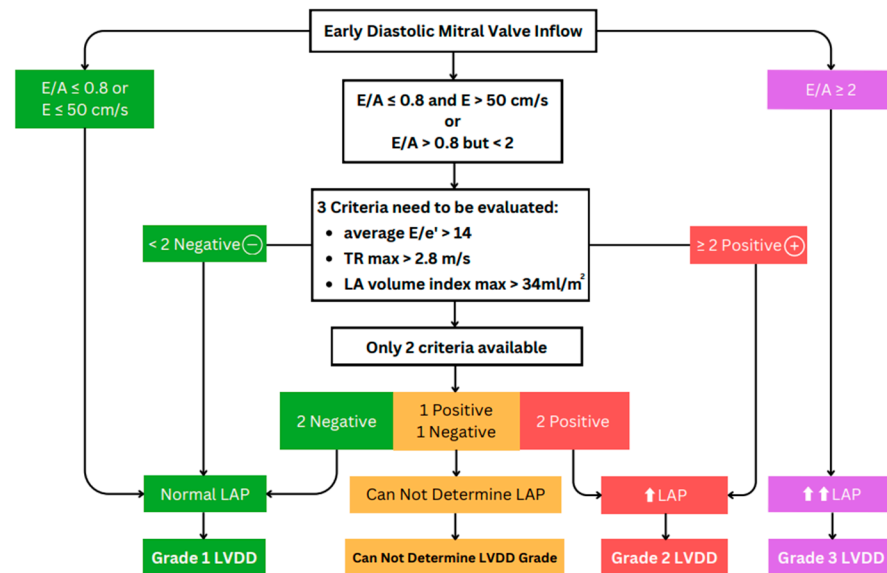 Early Diastolic Mitral Valve Inflow
E/A ≤ 0.8 or
E ≤ 50 cm/s
E/A ≤ 0.8 and E > 50 cm/s
or
E/A > 0.8 but < 2
E/A ≥ 2
3 Criteria need to be evaluated:
• average E/e' > 14
• TR max > 2.8 m/s
• LA volume index max > 34ml/m²
< 2 Negative ⊖
≥ 2 Positive ⊕
Only 2 criteria available
2 Negative
1 Positive
1 Negative
2 Positive
Normal LAP
Can Not Determine LAP
⬆ LAP
⬆⬆ LAP
Grade 1 LVDD
Can Not Determine LVDD Grade
Grade 2 LVDD
Grade 3 LVDD